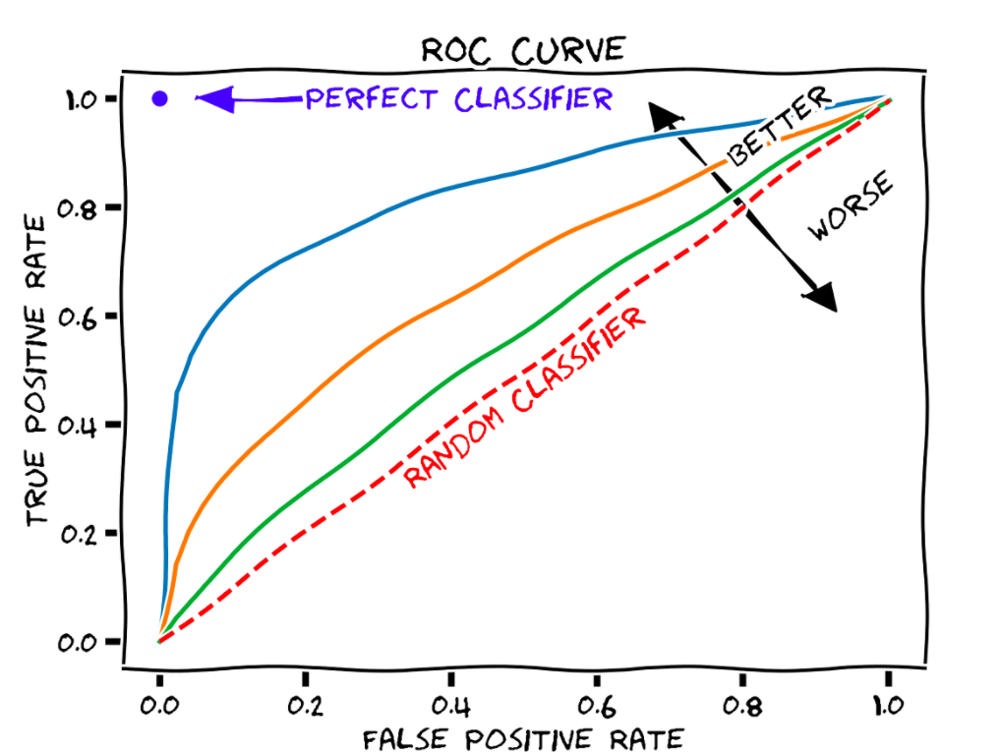 ROC CURVE
PERFECT CLASSIFIER
BETTER
WORSE
RANDOM CLASSIFIER
TRUE POSITIVE RATE
1.0
0.8
0.6
0.4
0.2
0.0
0.0 0.2 0.4 0.6 0.8 1.0
FALSE POSITIVE RATE